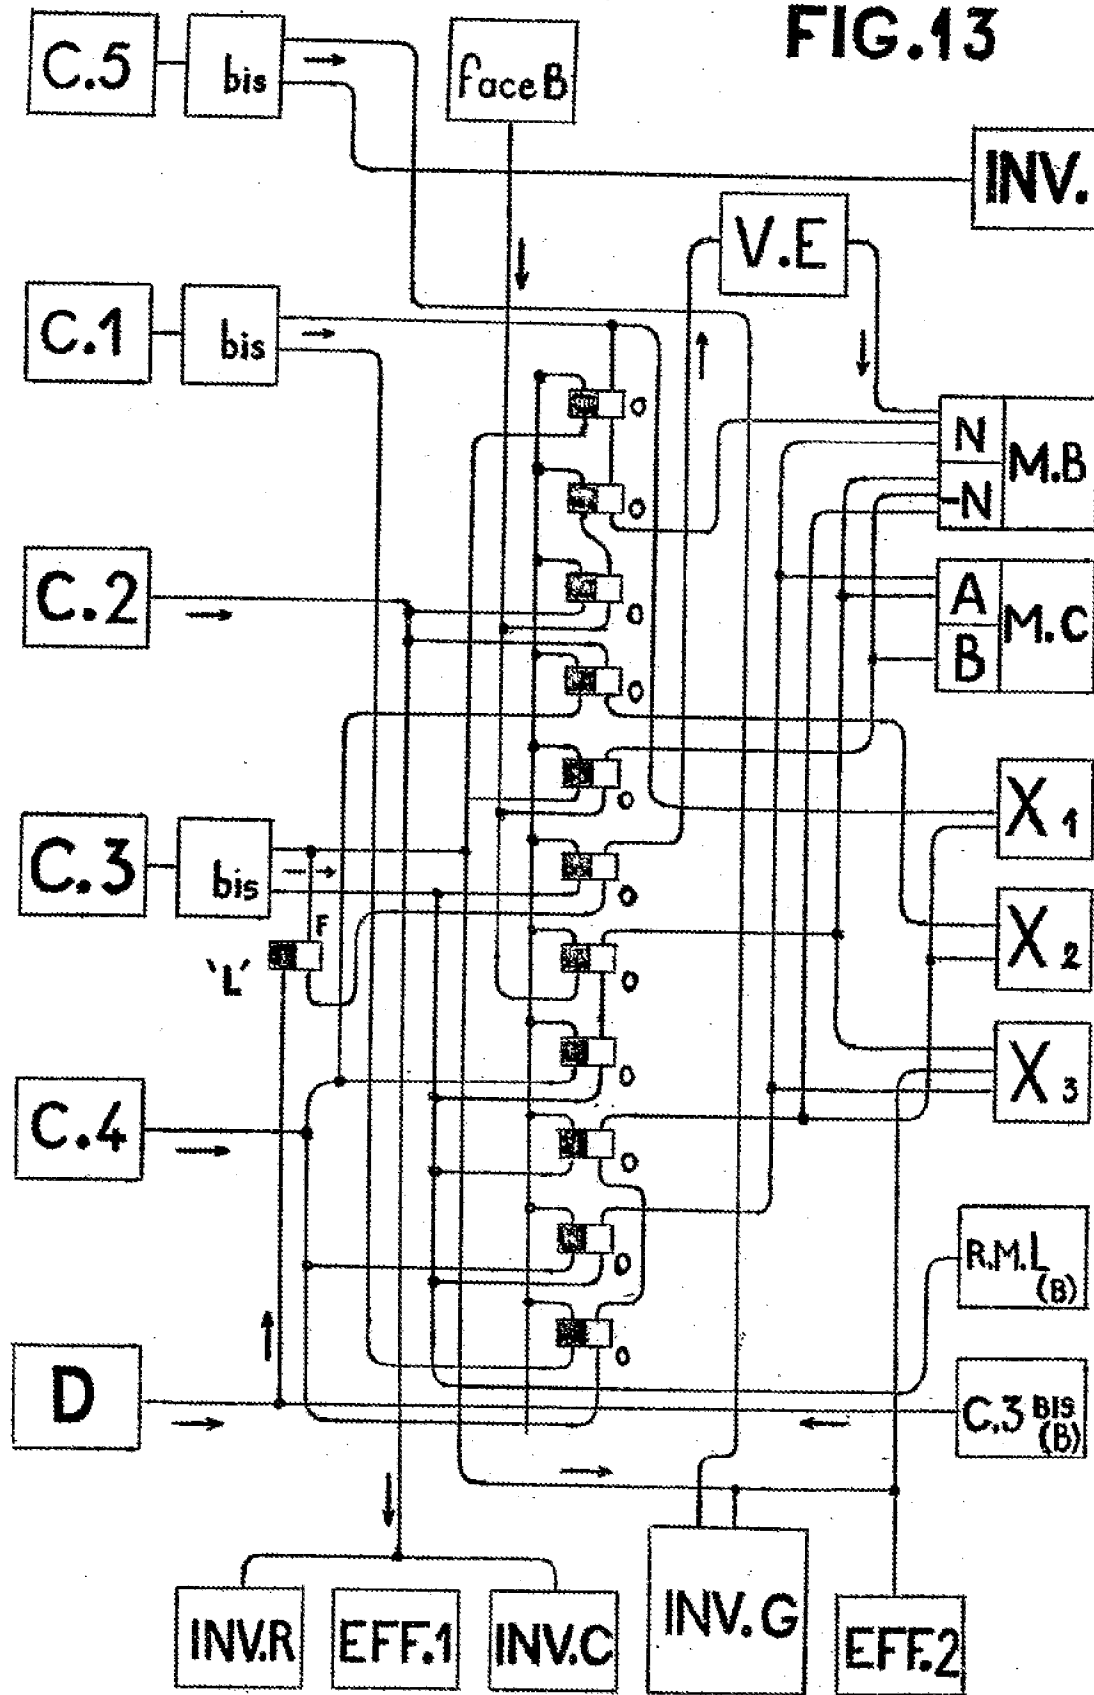 FIG.13
C.5
bis
face B
INV.
V.E
C.1
bis
O
N
M.B
O
-N
C.2
A
M.C
O
B
O
X1
O
C.3
bis
F
O
X2
'L'
O
X3
O
C.4
O
R.M.L
(B)
O
O
D
C.3 BIS
(B)
INV.R
EFF.1
INV.C
INV.G
EFF.2